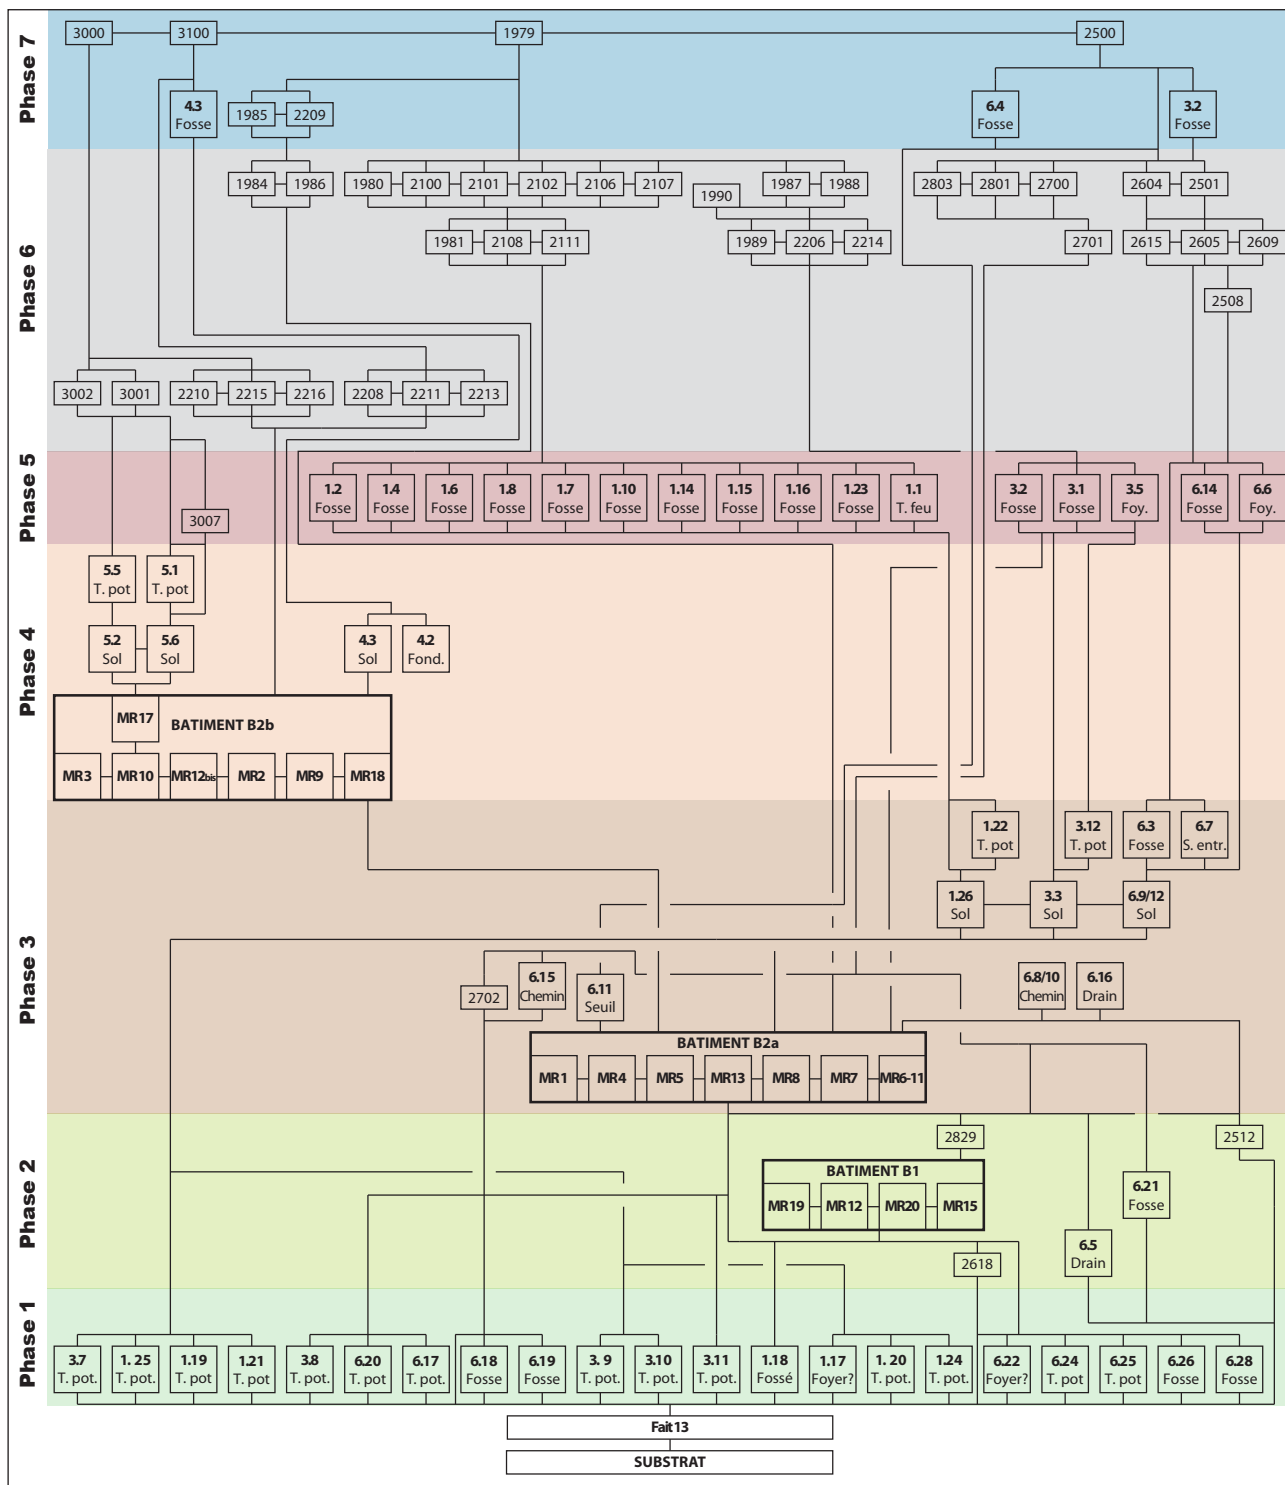 Phase 7
3000
3100
1979
2500
4.3
Fosse
1985
2209
6.4
Fosse
3.2
Fosse
Phase 6
1984
1986
1980
2100
2101
2102
2106
2107
1990
1987
1988
2803
2801
2700
2604
2501
1981
2108
2111
1989
2206
2214
2701
2615
2605
2609
2508
3002
3001
2210
2215
2216
2208
2211
2213
Phase 5
1.2
Fosse
1.4
Fosse
1.6
Fosse
1.8
Fosse
1.7
Fosse
1.10
Fosse
1.14
Fosse
1.15
Fosse
1.16
Fosse
1.23
Fosse
1.1
T. feu
3.2
Fosse
3.1
Fosse
3.5
Foy.
6.14
Fosse
6.6
Foy.
3007
Phase 4
5.5
T. pot
5.1
T. pot
5.2
Sol
5.6
Sol
4.3
Sol
4.2
Fond.
MR17
BATIMENT B2b
MR3
MR10
MR12bis
MR2
MR9
MR18
Phase 3
1.22
T. pot
3.12
T. pot
6.3
Fosse
6.7
S. entr.
1.26
Sol
3.3
Sol
6.9/12
Sol
2702
6.15
Chemin
6.11
Seuil
6.8/10
Chemin
6.16
Drain
BATIMENT B2a
MR1
MR4
MR5
MR13
MR8
MR7
MR6-11
Phase 2
2829
2512
BATIMENT B1
MR19
MR12
MR20
MR15
6.21
Fosse
6.5
Drain
2618
Phase 1
3.7
T. pot.
1. 25
T. pot.
1.19
T. pot.
1.21
T. pot
3.8
T. pot.
6.20
T. pot
6.17
T. pot.
6.18
Fosse
6.19
Fosse
3. 9
T. pot.
3.10
T. pot.
3.11
T. pot.
1.18
Fossé
1.17
Foyer?
1. 20
T. pot.
1.24
T. pot.
6.22
Foyer?
6.24
T. pot
6.25
T. pot
6.26
Fosse
6.28
Fosse
Fait 13
SUBSTRAT